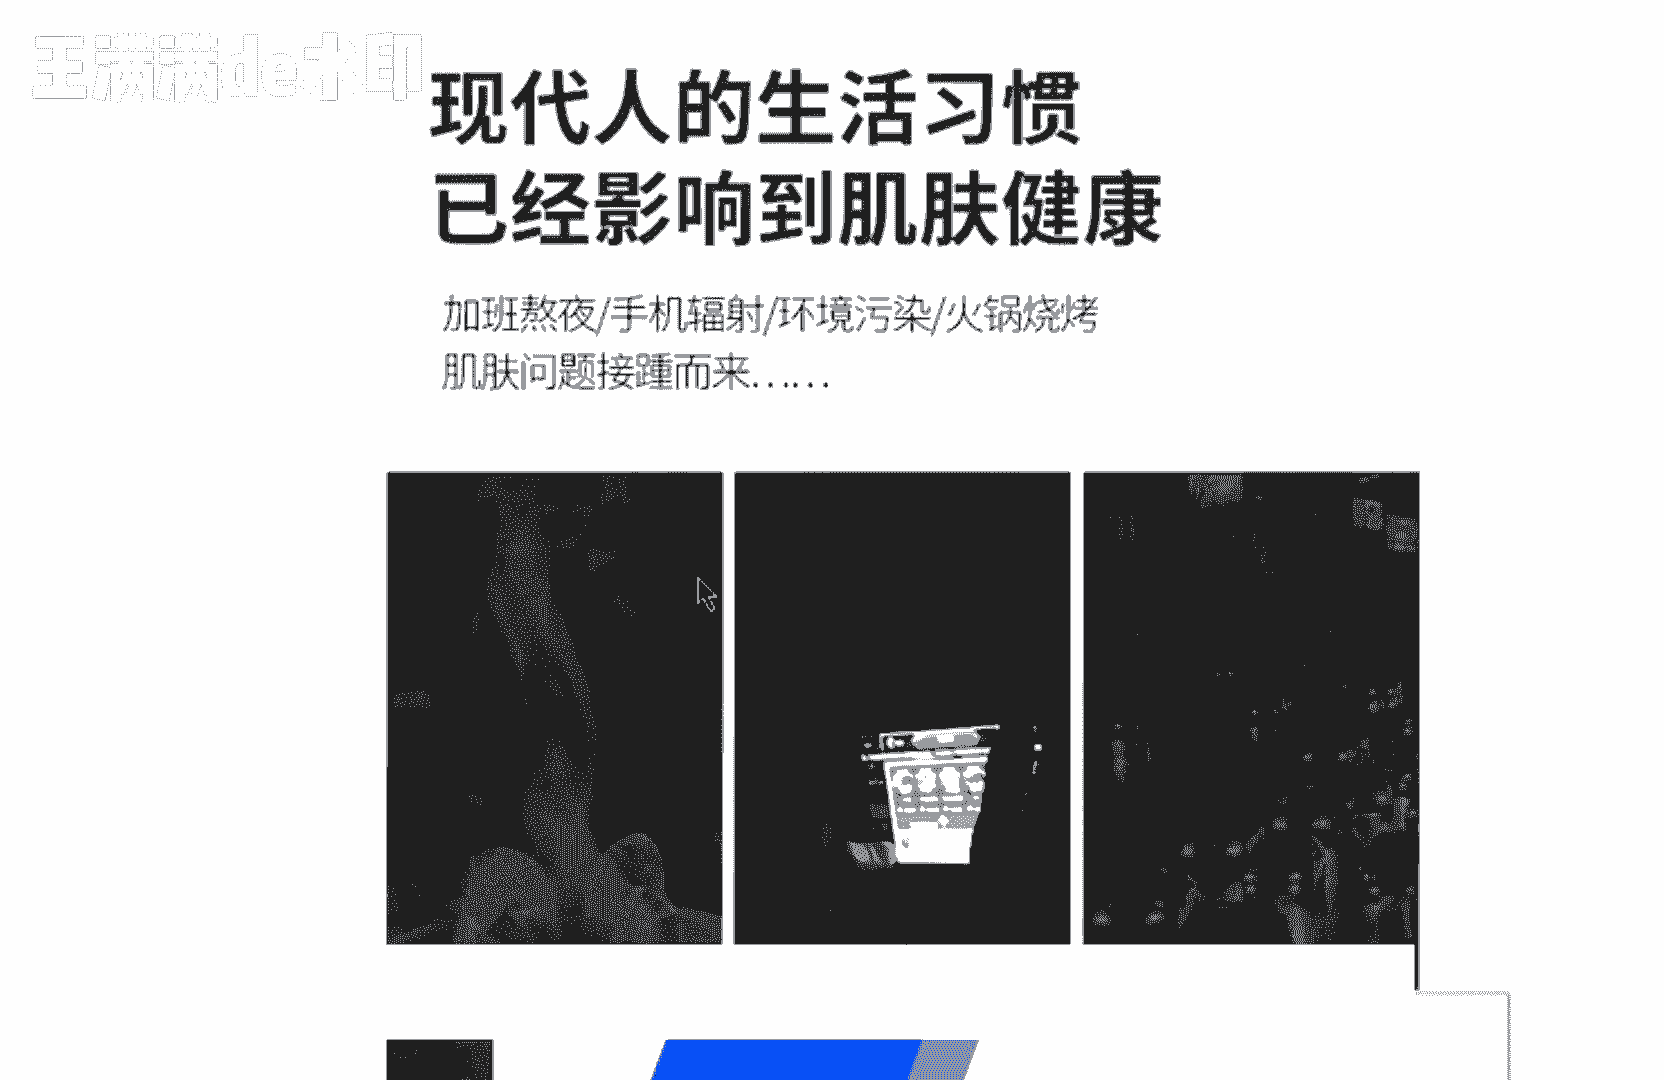 王满满de水印
现代人的生活习惯
已经影响到肌肤健康
加班熬夜/手机辐射/环境污染/火锅烧烤
肌肤问题接踵而来……